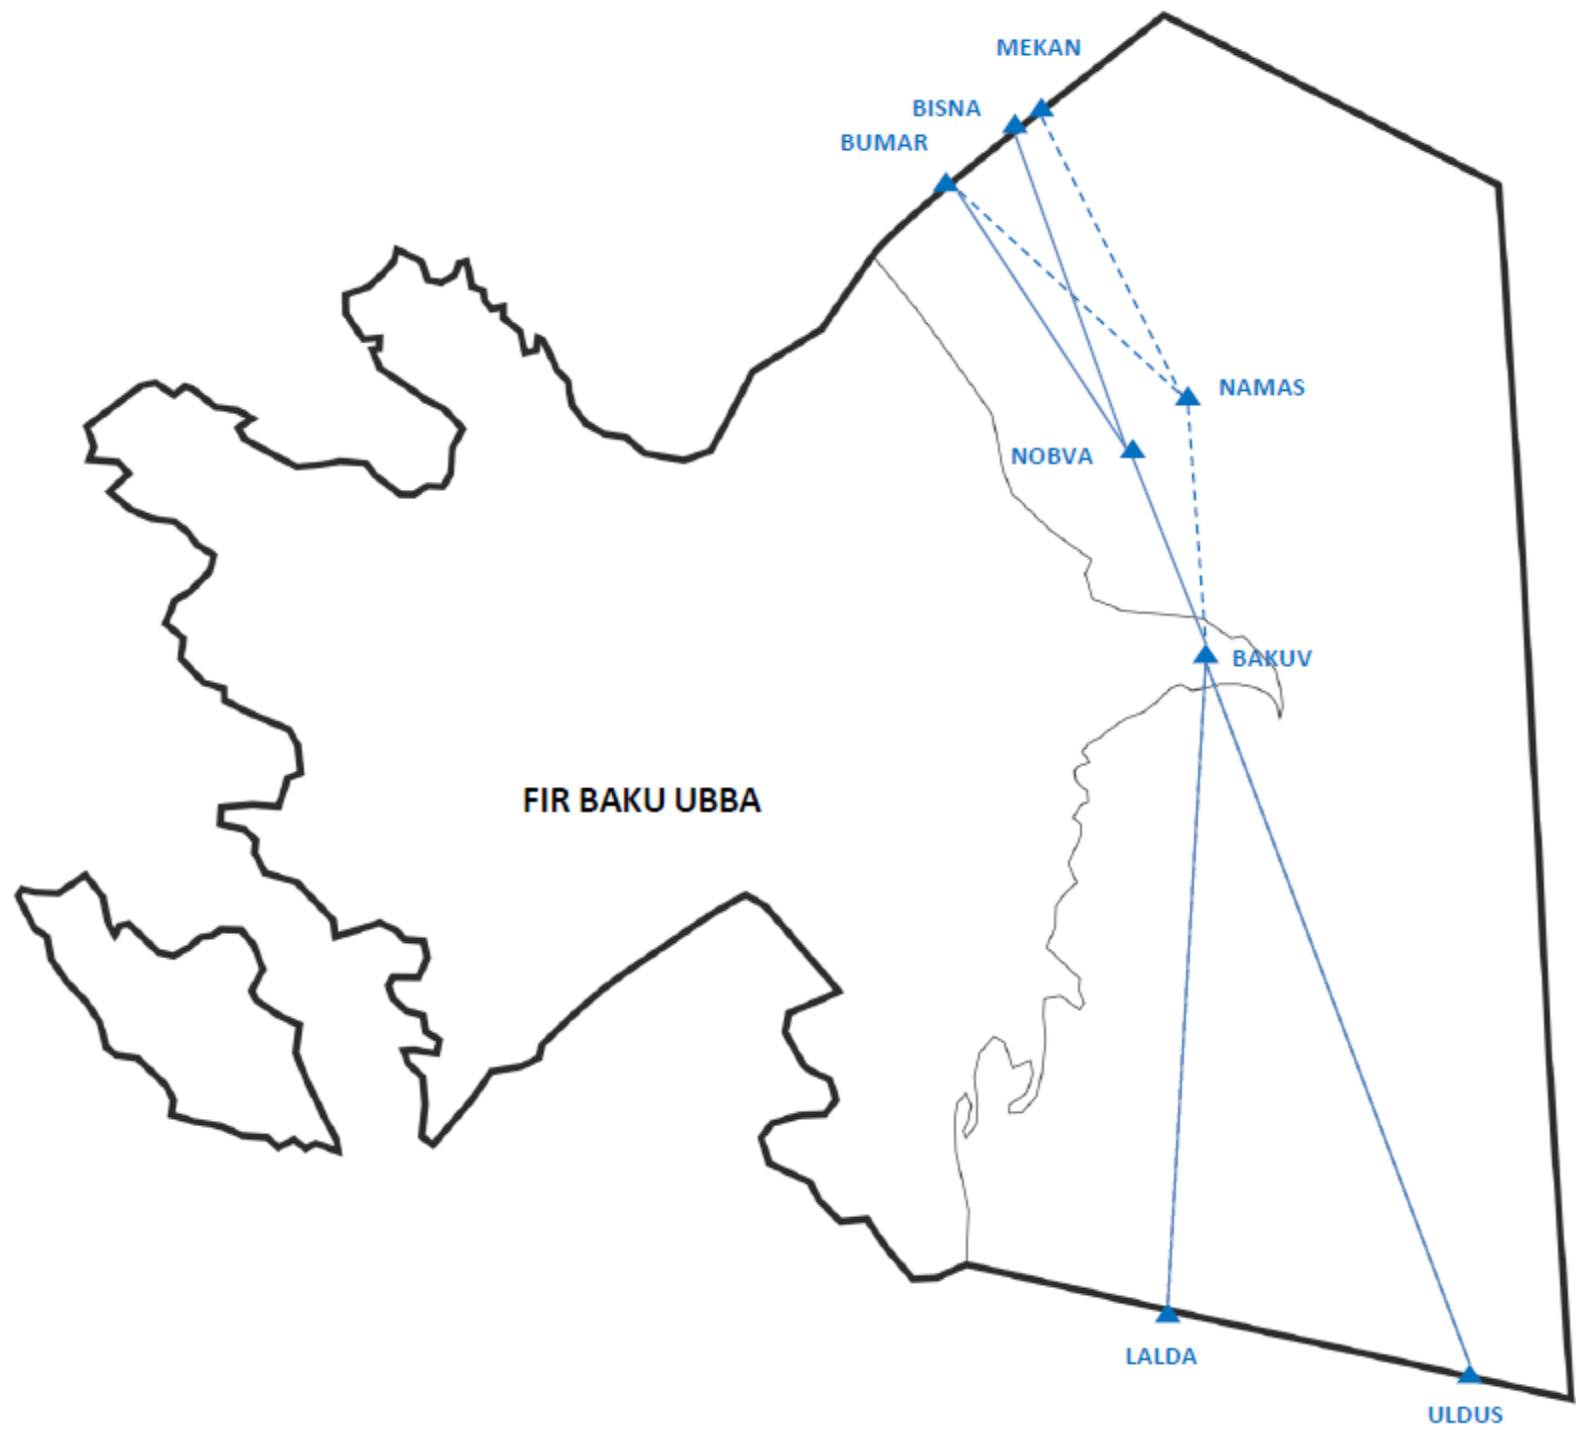 MEKAN
BISNA
BUMAR
NAMAS
NOBVA
BAKUV
FIR BAKU UBBA
LALDA
ULDUS